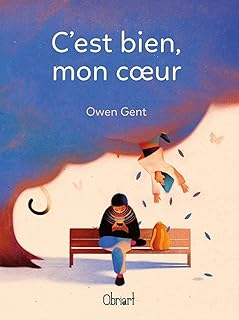 C'est bien,
mon cœur
Owen Gent
Obriart